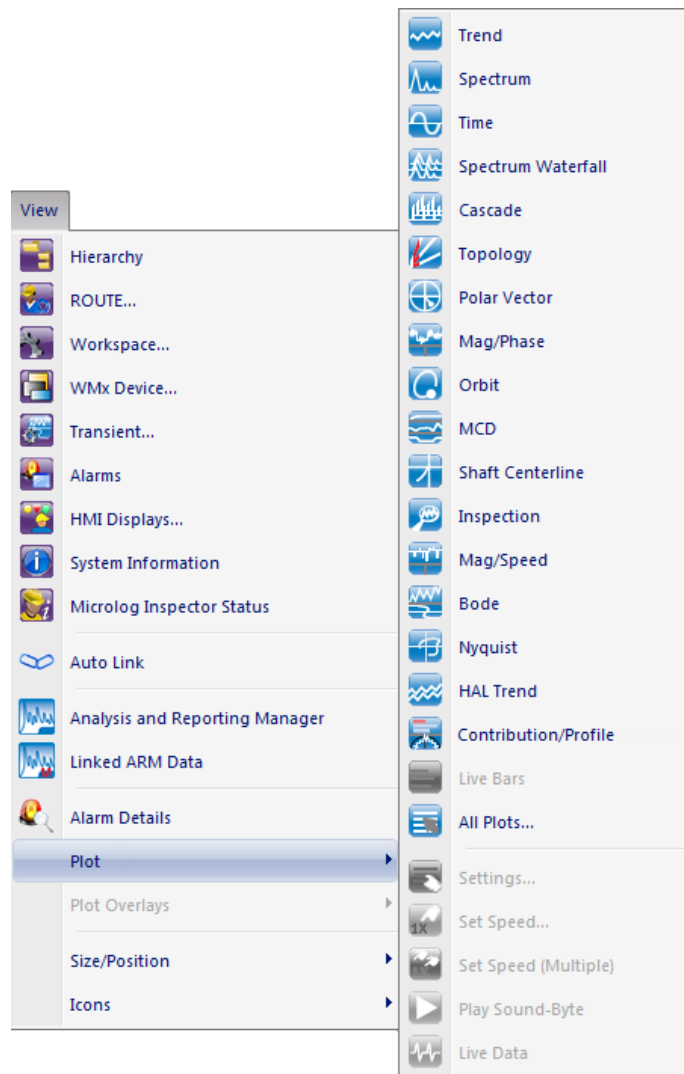 View
Hierarchy
ROUTE...
Workspace...
WMx Device...
Transient...
Alarms
HMI Displays...
System Information
Microlog Inspector Status
Auto Link
Analysis and Reporting Manager
Linked ARM Data
Alarm Details
Plot
Plot Overlays
Size/Position
Icons
Trend
Spectrum
Time
Spectrum Waterfall
Cascade
Topology
Polar Vector
Mag/Phase
Orbit
MCD
Shaft Centerline
Inspection
Mag/Speed
Bode
Nyquist
HAL Trend
Contribution/Profile
Live Bars
All Plots...
Settings...
1X
Set Speed...
Set Speed (Multiple)
Play Sound-Byte
Live Data